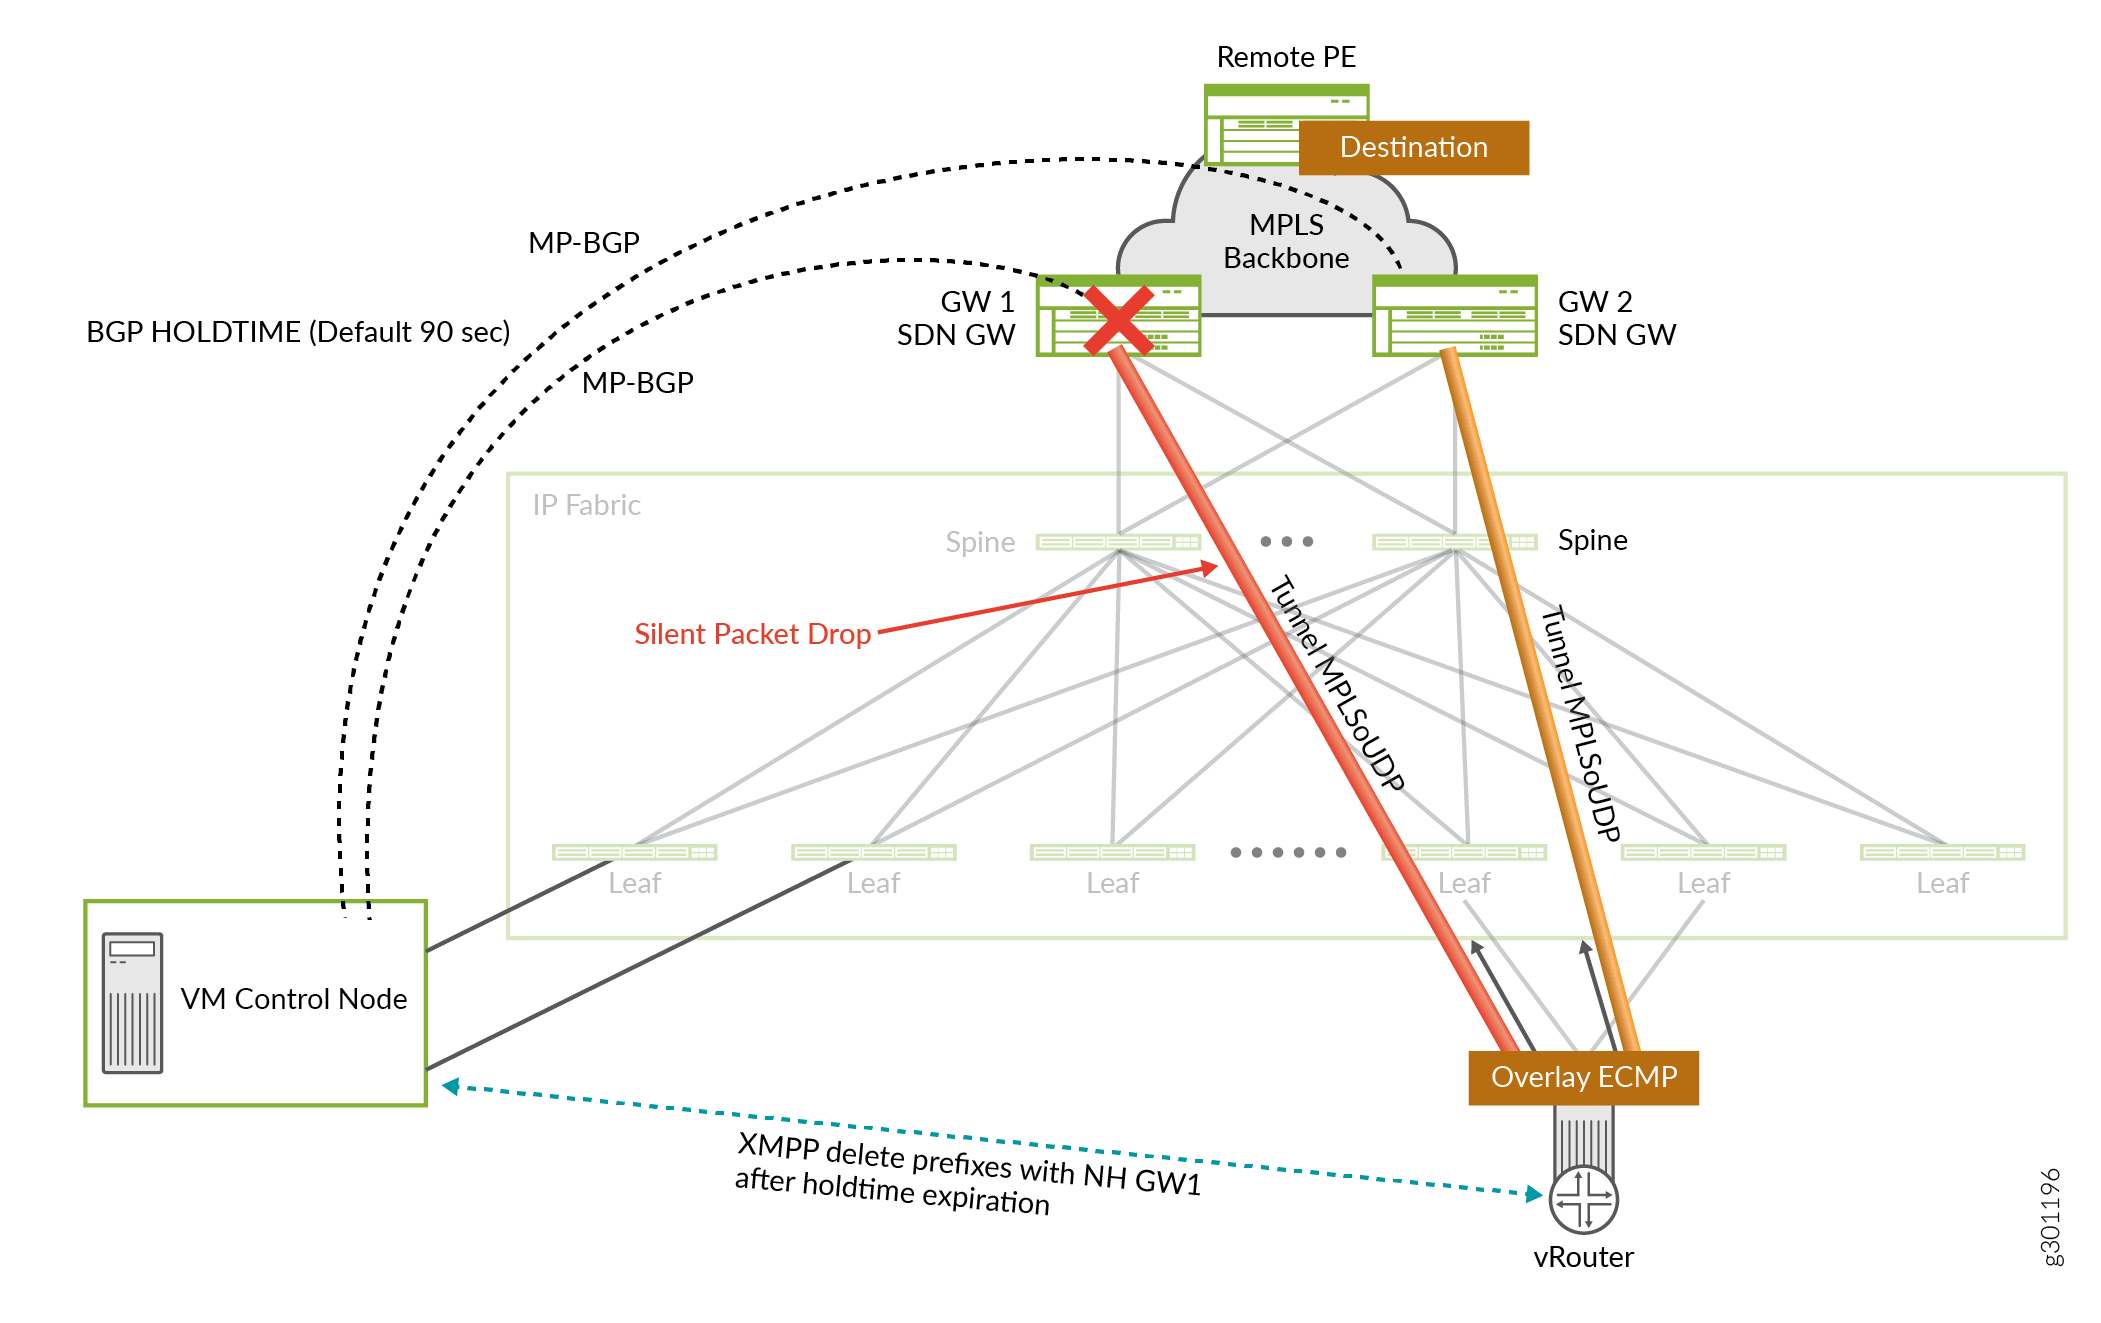 Remote PE
Destination
MPLS
Backbone
MP-BGP
GW 1
SDN GW
GW 2
SDN GW
BGP HOLDTIME (Default 90 sec)
MP-BGP
IP Fabric
Spine
Spine
Silent Packet Drop
Tunnel MPLSoUDP
Tunnel MPLSoUDP
Leaf
Leaf
Leaf
Leaf
Leaf
Leaf
VM Control Node
Overlay ECMP
XMPP delete prefixes with NH GW1
after holdtime expiration
vRouter
g301196